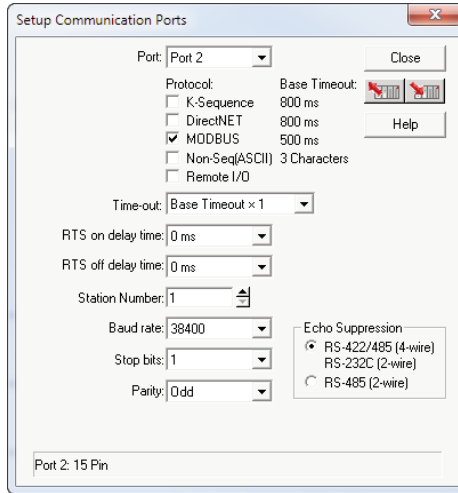 Setup Communication Ports
Port: Port 2
Close
Protocol: Base Timeout:
K-Sequence 800 ms
DirectNET 800 ms
MODBUS 500 ms
Non-Seq(ASCII) 3 Characters
Remote I/O
Help
Time-out: Base Timeout × 1
RTS on delay time: 0 ms
RTS off delay time: 0 ms
Station Number: 1
Baud rate: 38400
Stop bits: 1
Parity: Odd
Echo Suppression
RS-422/485 (4-wire)
RS-232C (2-wire)
RS-485 (2-wire)
Port 2: 15 Pin